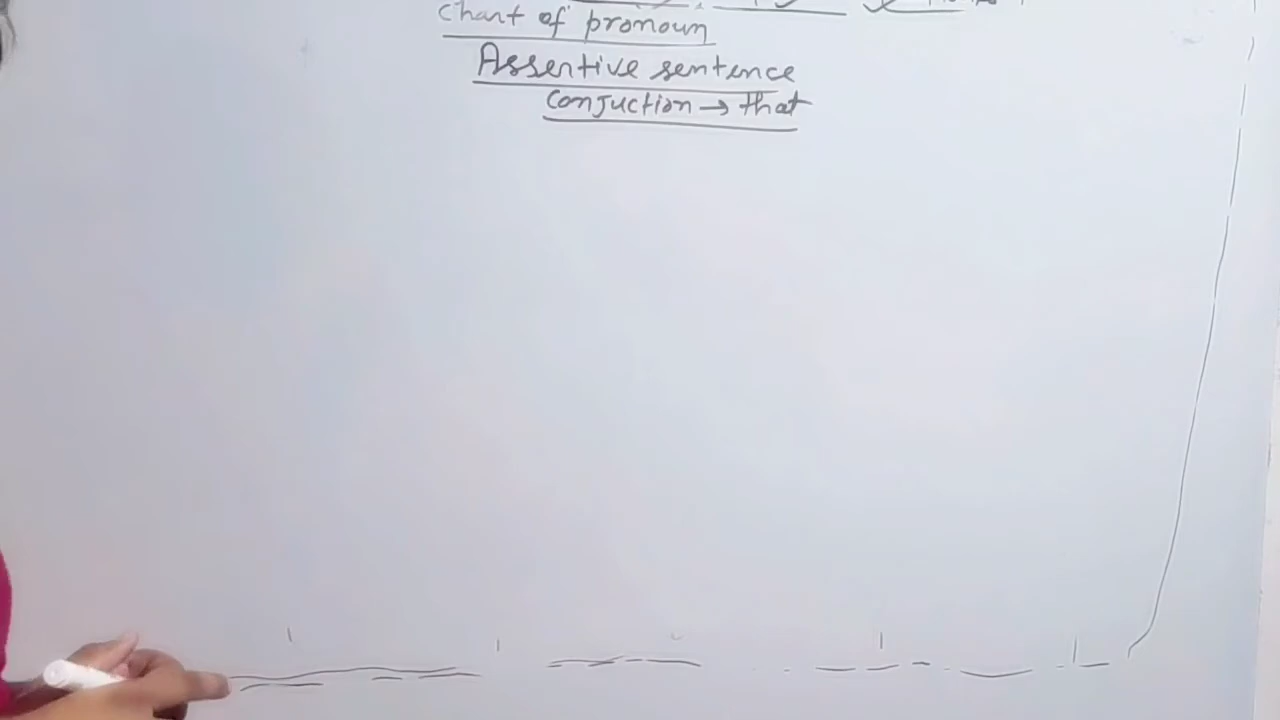 Chart of pronoun
Assertive sentence
Conjuction → that